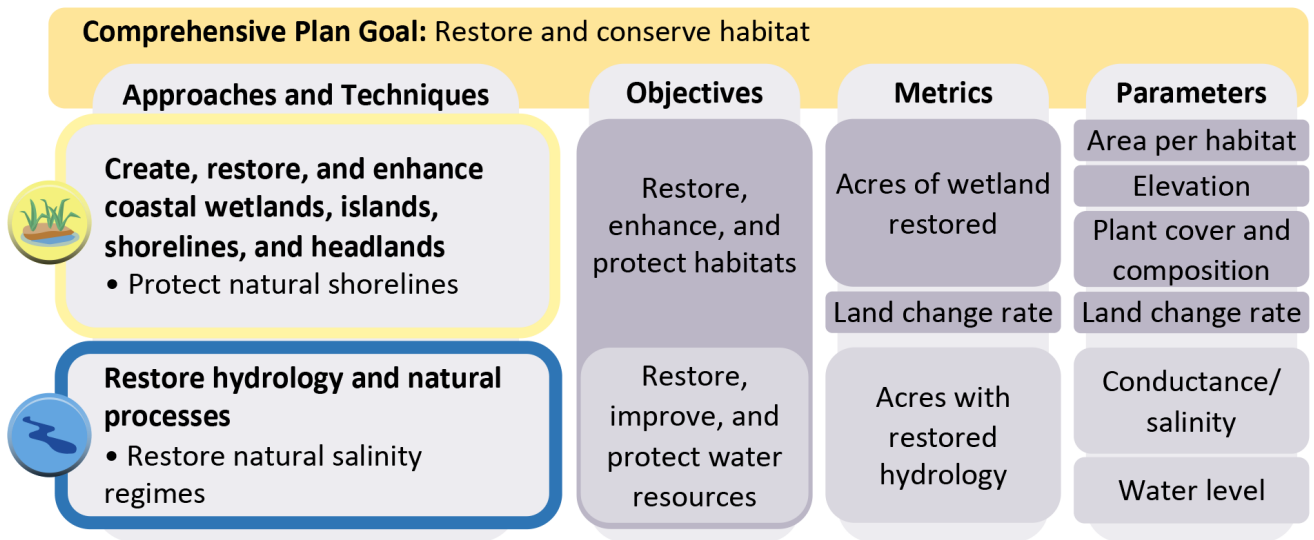 Comprehensive Plan Goal: Restore and conserve habitat
Approaches and Techniques
Objectives
Metrics
Parameters
Create, restore, and enhance
coastal wetlands, islands,
shorelines, and headlands
• Protect natural shorelines
Restore,
enhance, and
protect habitats
Acres of wetland
restored
Land change rate
Area per habitat
Elevation
Plant cover and
composition
Land change rate
Restore hydrology and natural
processes
• Restore natural salinity
regimes
Restore,
improve, and
protect water
resources
Acres with
restored
hydrology
Conductance/
salinity
Water level